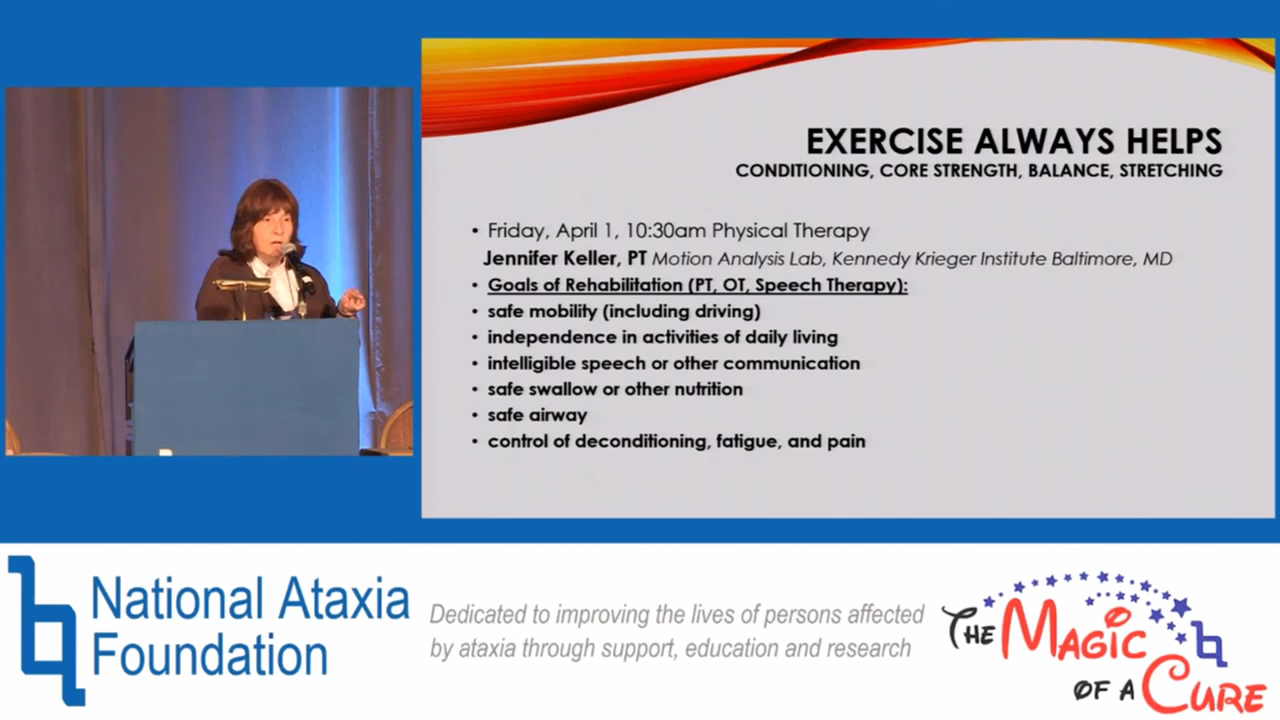 EXERCISE ALWAYS HELPS
CONDITIONING, CORE STRENGTH, BALANCE, STRETCHING
• Friday, April 1, 10:30am Physical Therapy
Jennifer Keller, PT Motion Analysis Lab, Kennedy Krieger Institute Baltimore, MD
• Goals of Rehabilitation (PT, OT, Speech Therapy):
• safe mobility (including driving)
• independence in activities of daily living
• intelligible speech or other communication
• safe swallow or other nutrition
• safe airway
• control of deconditioning, fatigue, and pain
National Ataxia
Foundation
Dedicated to improving the lives of persons affected
by ataxia through support, education and research
THE MAGIC
OF A CURE